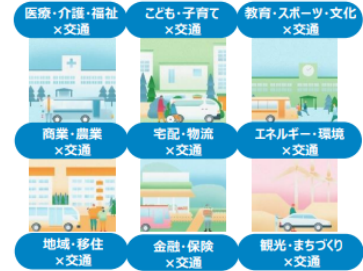 医療・介護・福祉
×交通
こども・子育て
×交通
教育・スポーツ・文化
×交通
商業・農業
×交通
宅配・物流
×交通
エネルギー・環境
×交通
地域・移住
×交通
金融・保険
×交通
観光・まちづくり
×交通